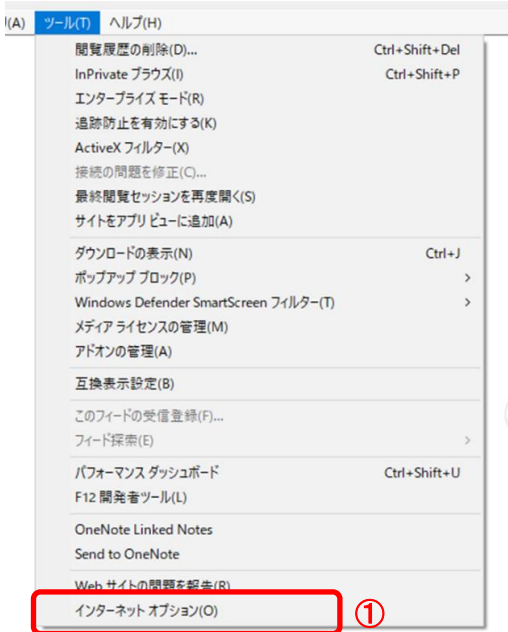 (A) ツール(T) ヘルプ(H)
閲覧履歴の削除(D)... Ctrl+Shift+Del
InPrivate ブラウズ(I) Ctrl+Shift+P
エンタープライズ モード(R)
追跡防止を有効にする(K)
ActiveX フィルター(X)
接続の問題を修正(C)...
最終閲覧セッションを再度開く(S)
サイトをアプリ ビューに追加(A)
ダウンロードの表示(N) Ctrl+J
ポップアップ ブロック(P)
Windows Defender SmartScreen フィルター(T)
メディア ライセンスの管理(M)
アドオンの管理(A)
互換表示設定(B)
このフィードの受信登録(F)...
フィード探索(E)
パフォーマンス ダッシュボード Ctrl+Shift+U
F12 開発者ツール(L)
OneNote Linked Notes
Send to OneNote
Web サイトの問題を報告(R)
インターネット オプション(O) ①